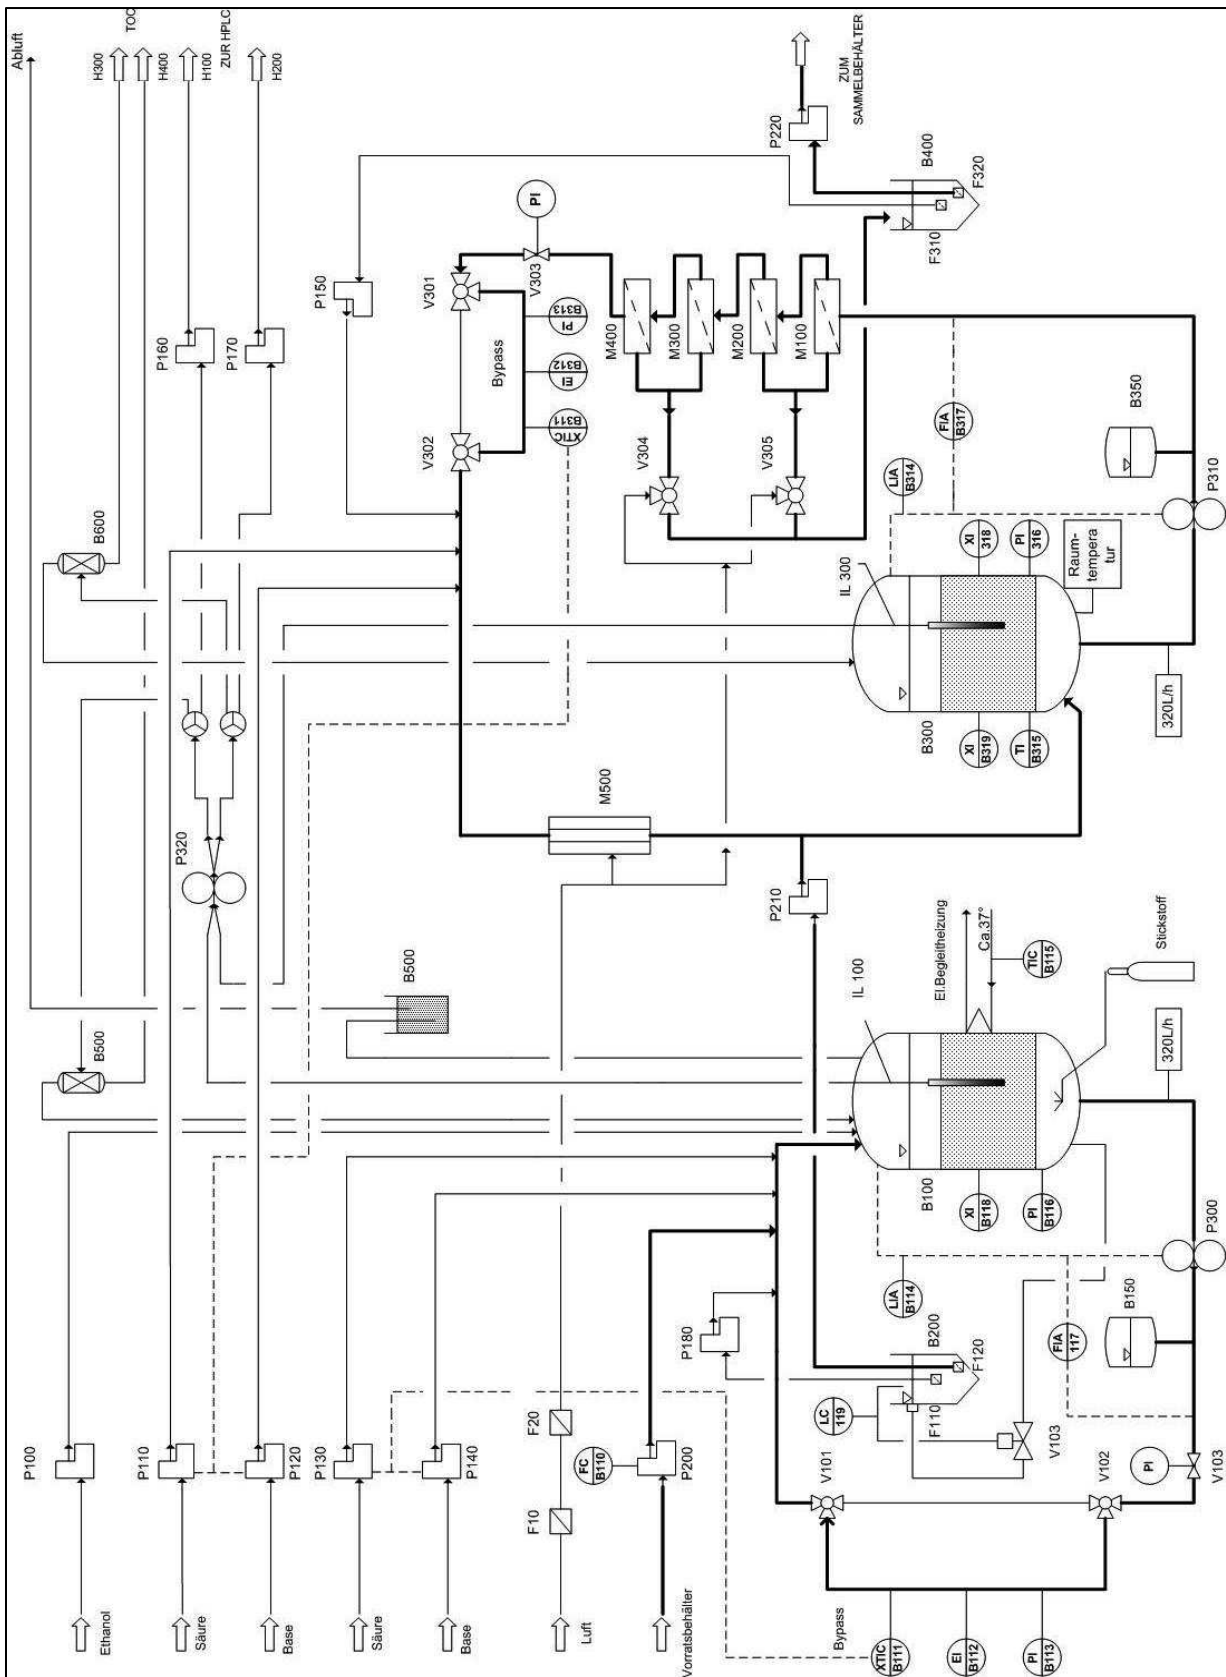 Abluft
H300
TOC
H400
H100
ZUR HPLC
H200
ZUM
SAMMELBEHÄLTER
P220
B400
F320
F310
P150
PI
V303
V301
V302
Bypass
PI
B313
EI
B312
XTIC
B311
P160
P170
M400
M300
M200
M100
V304
V305
FIA
B317
LIA
B314
B350
P310
B600
IL 300
XI
318
PI
316
Raum-
tempera
tur
B300
XI
B319
TI
B315
320L/h
P320
M500
P210
B500
B500
El.Begleitheizung
Ca.37°
TIC
B115
IL 100
Stickstoff
320L/h
B100
XI
B118
PI
B116
P300
LIA
B114
FIA
117
B150
P180
B200
F120
F110
LC
119
V103
V101
V102
PI
V103
P100
P110
P120
P130
P140
F20
F10
FC
B110
P200
Ethanol
Säure
Base
Säure
Base
Luft
Vorratsbehälter
Bypass
XTIC
B111
EI
B112
PI
B113